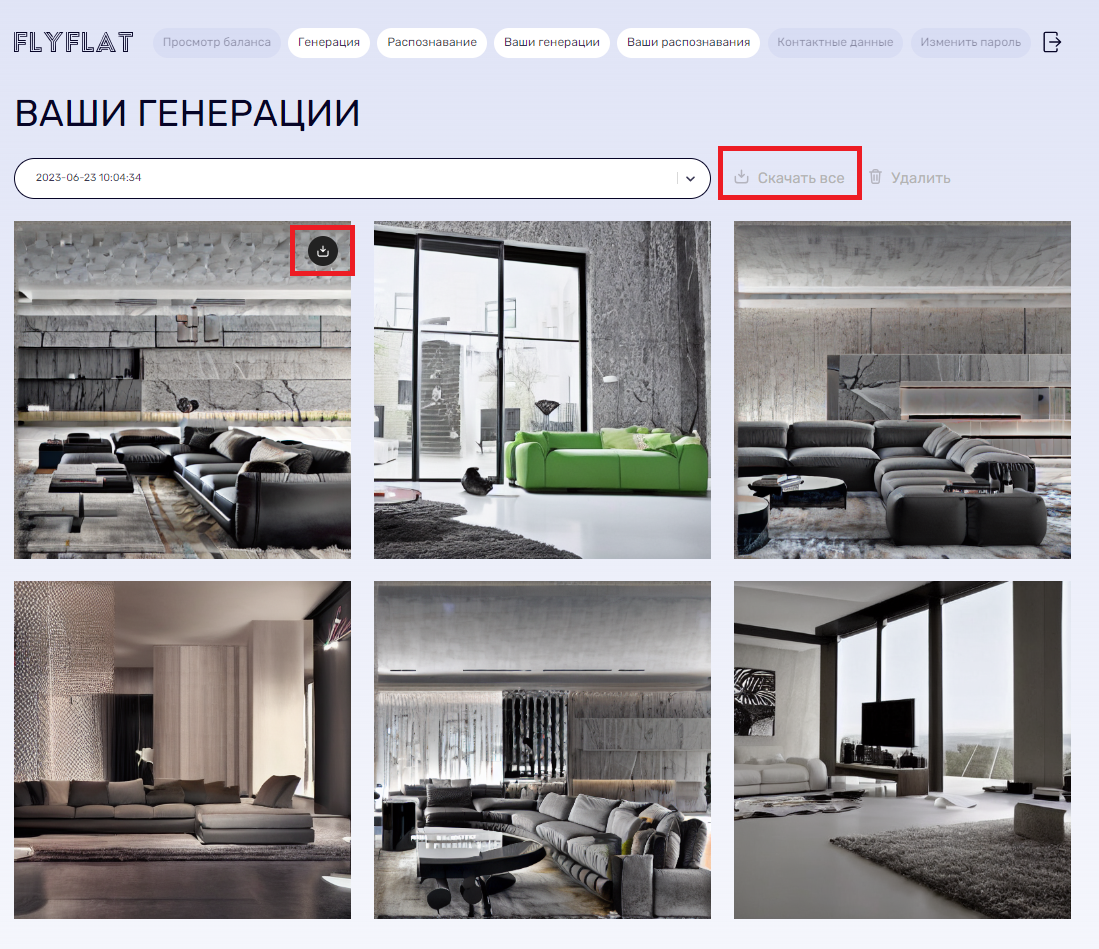 FLYFLAT Просмотр баланса Генерация Распознавание Ваши генерации Ваши распознавания Контактные данные Изменить пароль
ВАШИ ГЕНЕРАЦИИ
2023-06-23 10:04:34 Скачать все Удалить